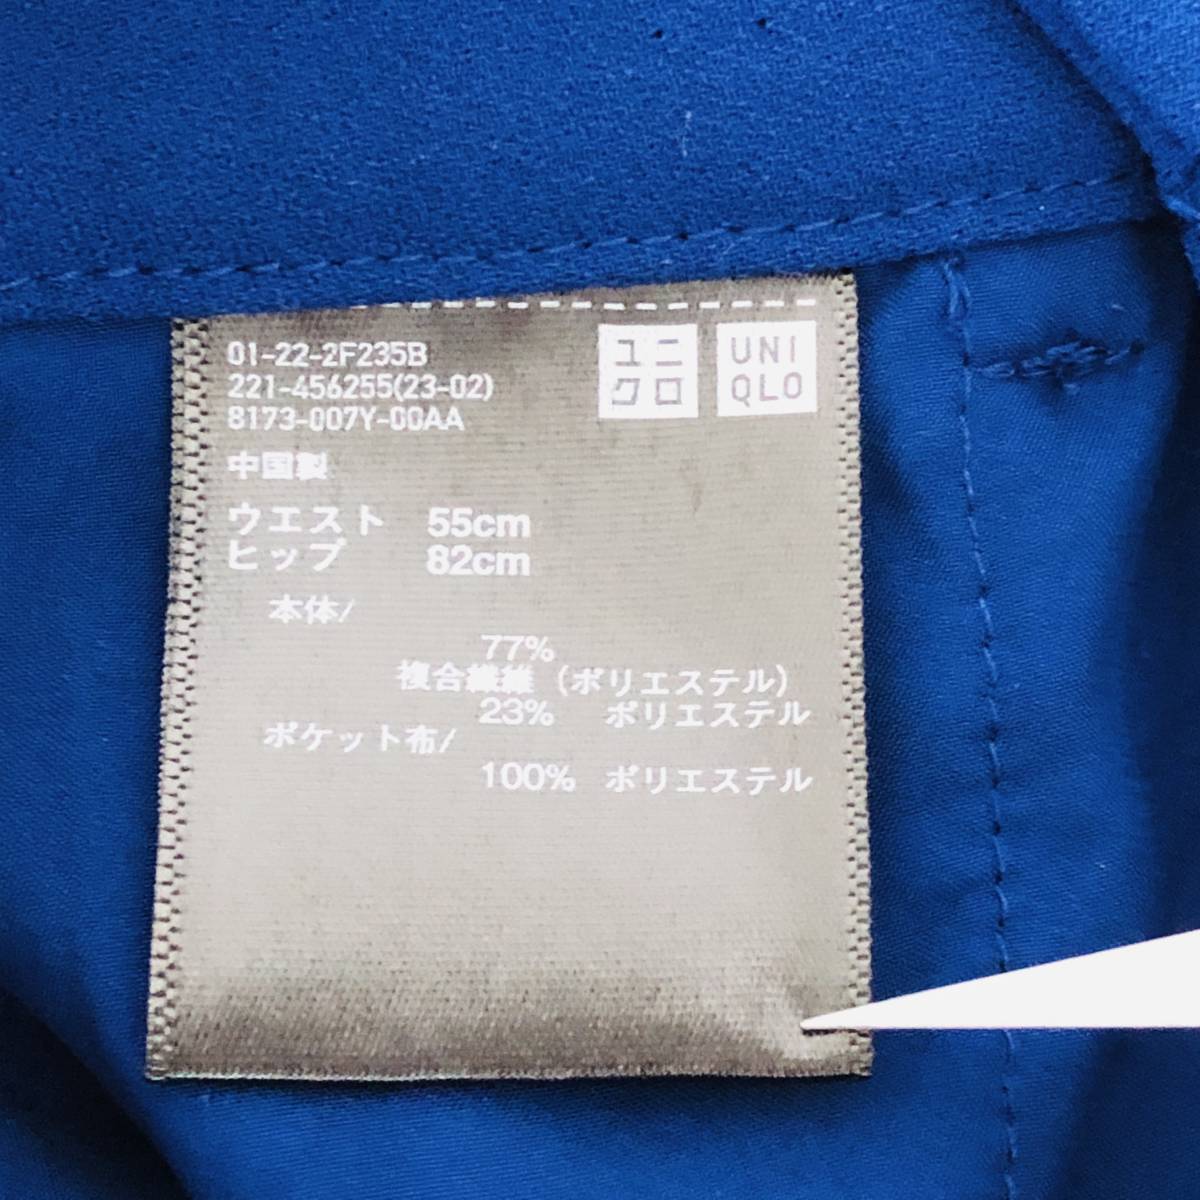 01-22-2F235B
221-456255(23-02)
8173-007Y-00AA
ユニ
クロ
UNI
QLO
中国製
ウエスト 55cm
ヒップ 82cm
本体/
77%
複合繊維(ポリエステル)
23% ポリエステル
ポケット布/
100% ポリエステル